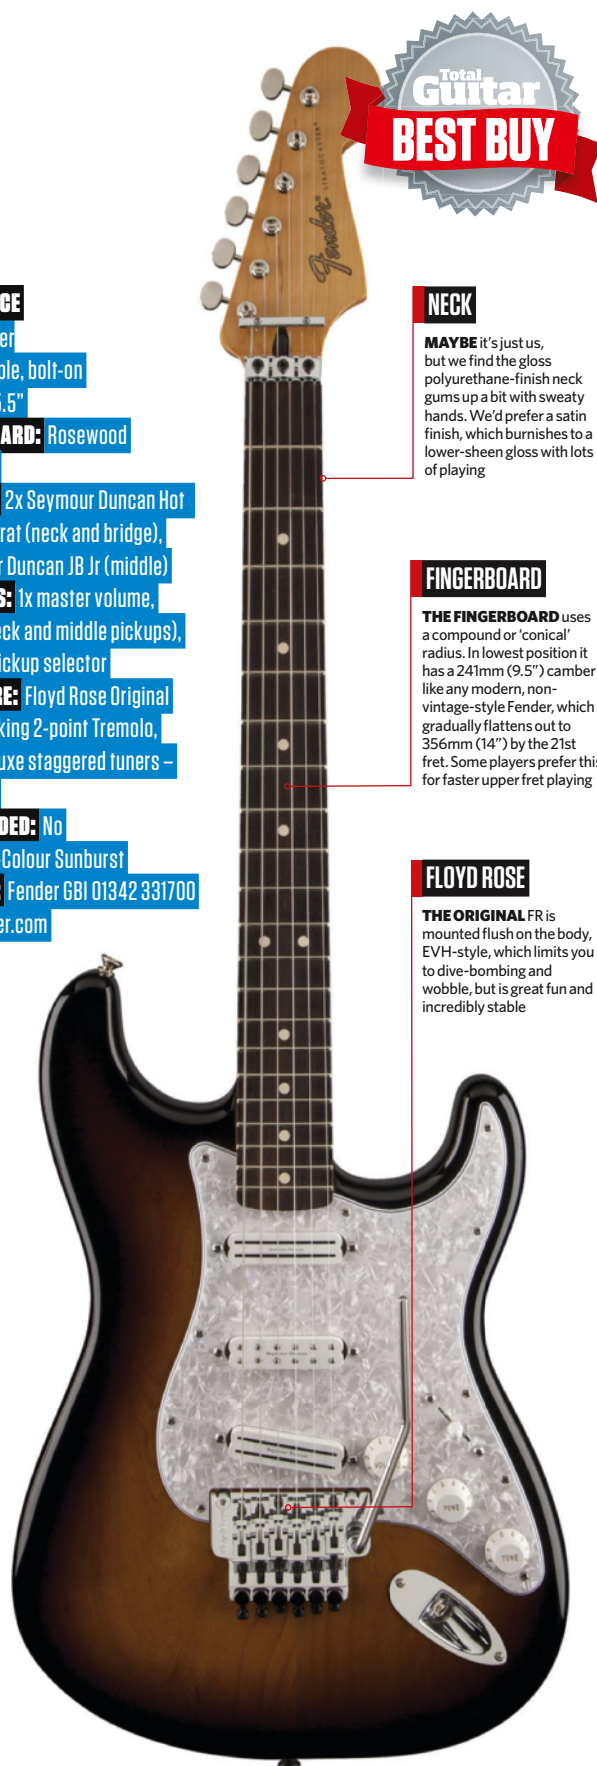 Total
Guitar
BEST BUY
Fender®
STRATOCASTER®
CE
er
ple, bolt-on
5.5”
ARD: Rosewood
2x Seymour Duncan Hot
rat (neck and bridge),
r Duncan JB Jr (middle)
S: 1x master volume,
eck and middle pickups),
ickup selector
RE: Floyd Rose Original
king 2-point Tremolo,
uxe staggered tuners –
DED: No
-Colour Sunburst
Fender GBI 01342 331700
er.com
NECK
MAYBE it’s just us,
but we find the gloss
polyurethane-finish neck
gums up a bit with sweaty
hands. We’d prefer a satin
finish, which burnishes to a
lower-sheen gloss with lots
of playing
FINGERBOARD
THE FINGERBOARD uses
a compound or ‘conical’
radius. In lowest position it
has a 241mm (9.5”) camber
like any modern, non-
vintage-style Fender, which
gradually flattens out to
356mm (14”) by the 21st
fret. Some players prefer this
for faster upper fret playing
FLOYD ROSE
THE ORIGINAL FR is
mounted flush on the body,
EVH-style, which limits you
to dive-bombing and
wobble, but is great fun and
incredibly stable
TONE
TONE